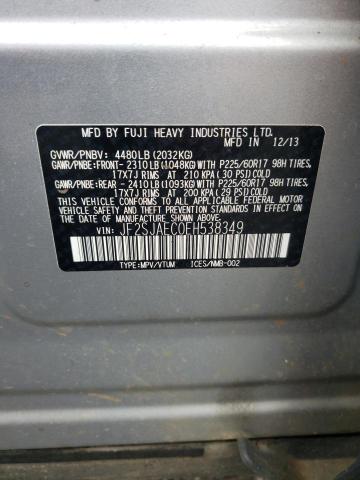 MFD BY FUJI HEAVY INDUSTRIES LTD.
MFD IN 12/13
GVWR/PNBV: 4480LB (2032KG)
GAWR/PNBE: FRONT- 2310LB (1048KG) WITH P225/60R17 98H TIRES,
17X7J RIMS AT 210 KPA (30 PSI) COLD
GAWR/PNBE: REAR - 2410LB (1093KG) WITH P225/60R17 98H TIRES,
17X7J RIMS AT 200 KPA (29 PSI) COLD
THIS VEHICLE CONFORMS TO ALL APPLICABLE FEDERAL MOTOR VEHICLE
SAFETY, BUMPER, AND THEFT PREVENTION STANDARDS IN EFFECT ON THE
DATE OF MANUFACTURE SHOWN ABOVE.
VIN: JF2SJAEC0EH538349
TYPE:MPV/VTUM ICES/NMB-002